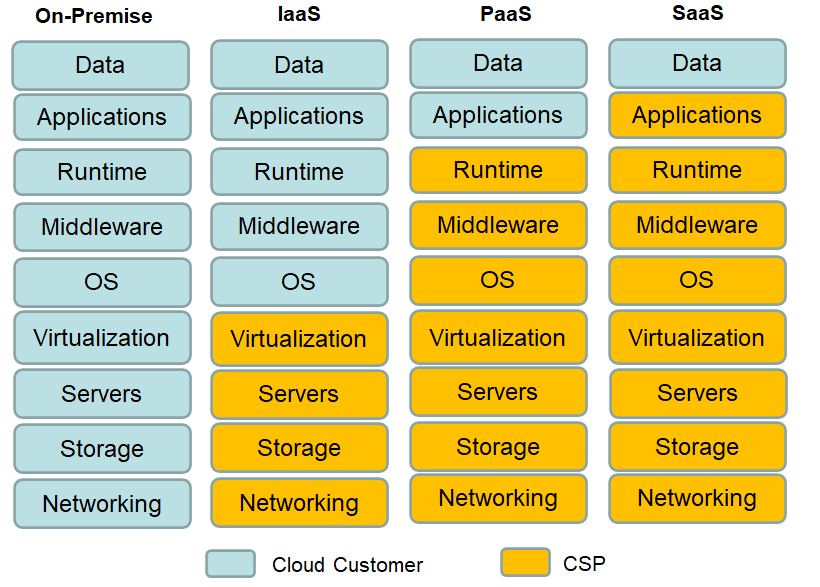 On-Premise IaaS PaaS SaaS
Data Data Data Data
Applications Applications Applications Applications
Runtime Runtime Runtime Runtime
Middleware Middleware Middleware Middleware
OS OS OS OS
Virtualization Virtualization Virtualization Virtualization
Servers Servers Servers Servers
Storage Storage Storage Storage
Networking Networking Networking Networking
Cloud Customer CSP